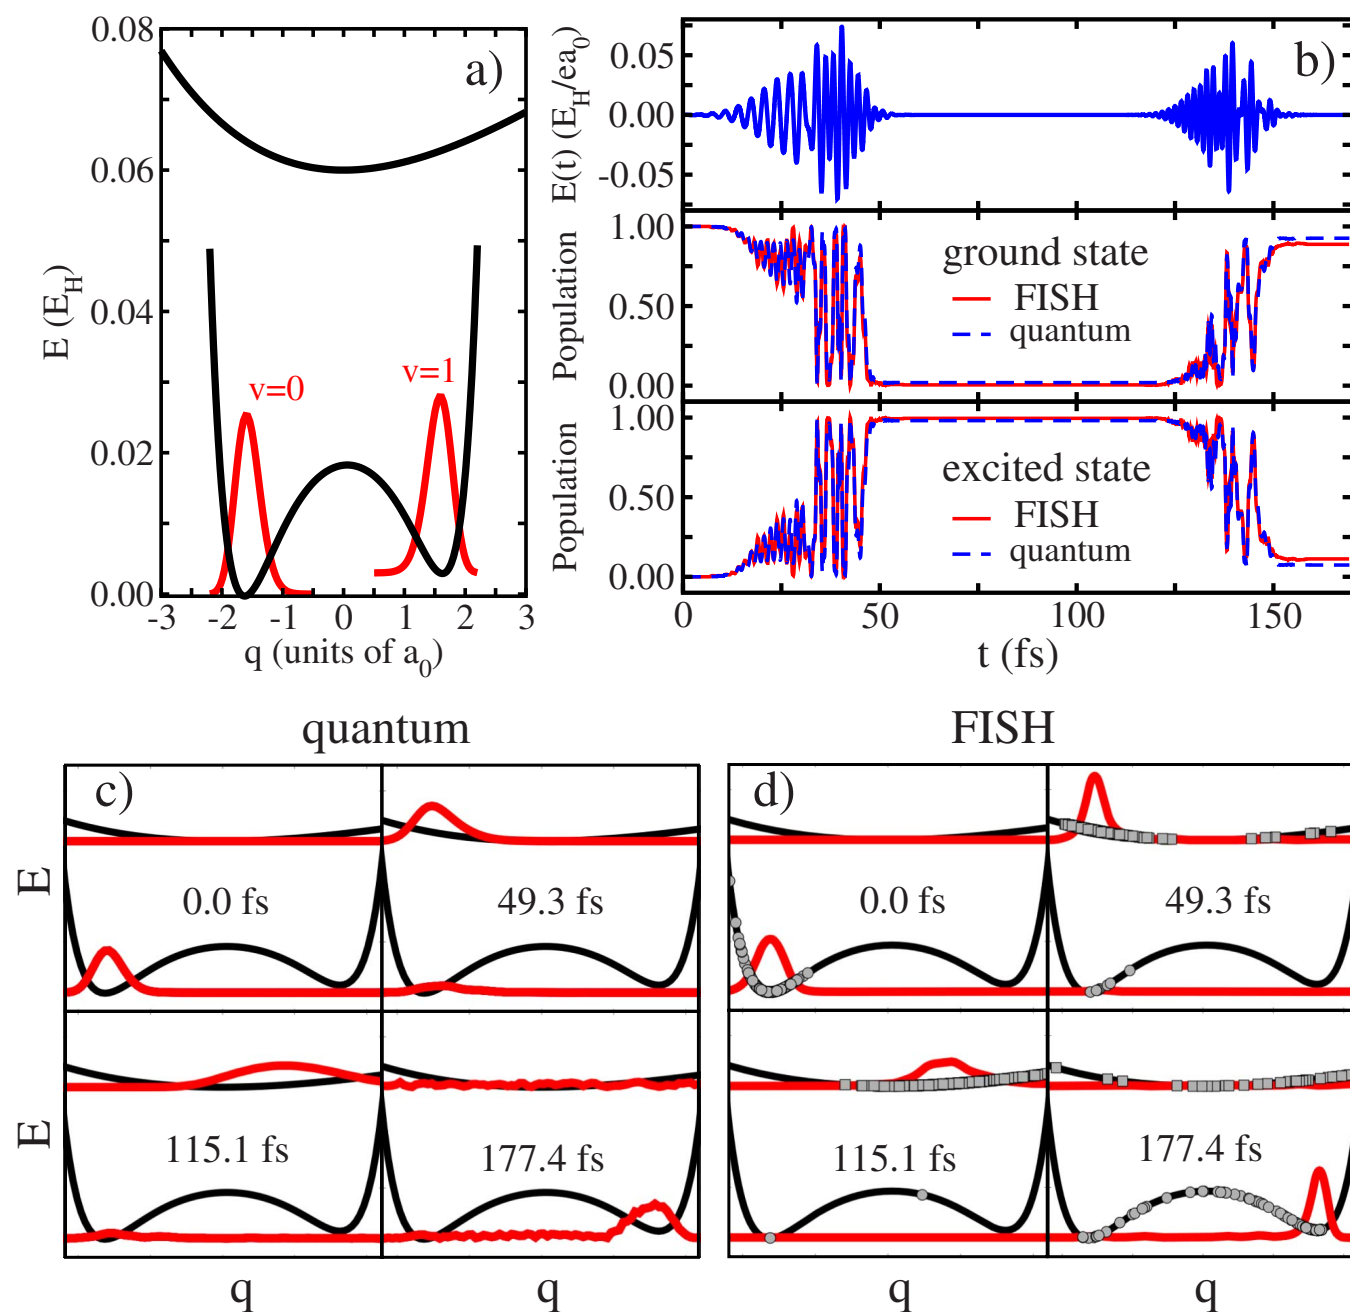 a)
0.08
0.06
0.04
0.02
0.00
E (E_H)
v=0
v=1
-3 -2 -1 0 1 2 3
q (units of a_0)
b)
E(t) (E_H/ea_0)
0.05
0.00
-0.05
Population
1.00
0.50
0.00
ground state
FISH
quantum
Population
1.00
0.50
0.00
excited state
FISH
quantum
0 50 100 150
t (fs)
quantum
c)
E
0.0 fs
49.3 fs
E
115.1 fs
177.4 fs
q q
FISH
d)
0.0 fs
49.3 fs
115.1 fs
177.4 fs
q q